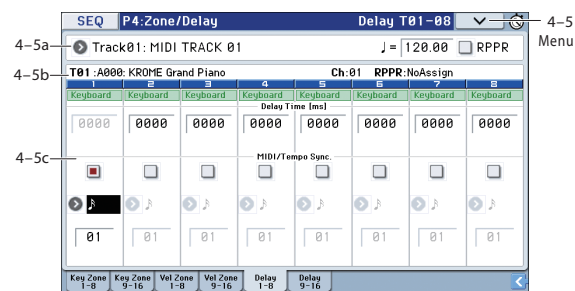 SEQ P4:Zone/Delay Delay T01-08
4-5
Menu
4-5a
Track01: MIDI TRACK 01 ♩= 120.00 RPPR
4-5b
T01 :A000: KROME Grand Piano Ch:01 RPPR:NoAssign
1 2 3 4 5 6 7 8
Keyboard Keyboard Keyboard Keyboard Keyboard Keyboard Keyboard Keyboard
Delay Time [ms]
0000 0000 0000 0000 0000 0000 0000 0000
4-5c
MIDI/Tempo Sync.
01 01 01 01 01 01 01 01
Key Zone 1-8 Key Zone 9-16 Vel Zone 1-8 Vel Zone 9-16 Delay 1-8 Delay 9-16